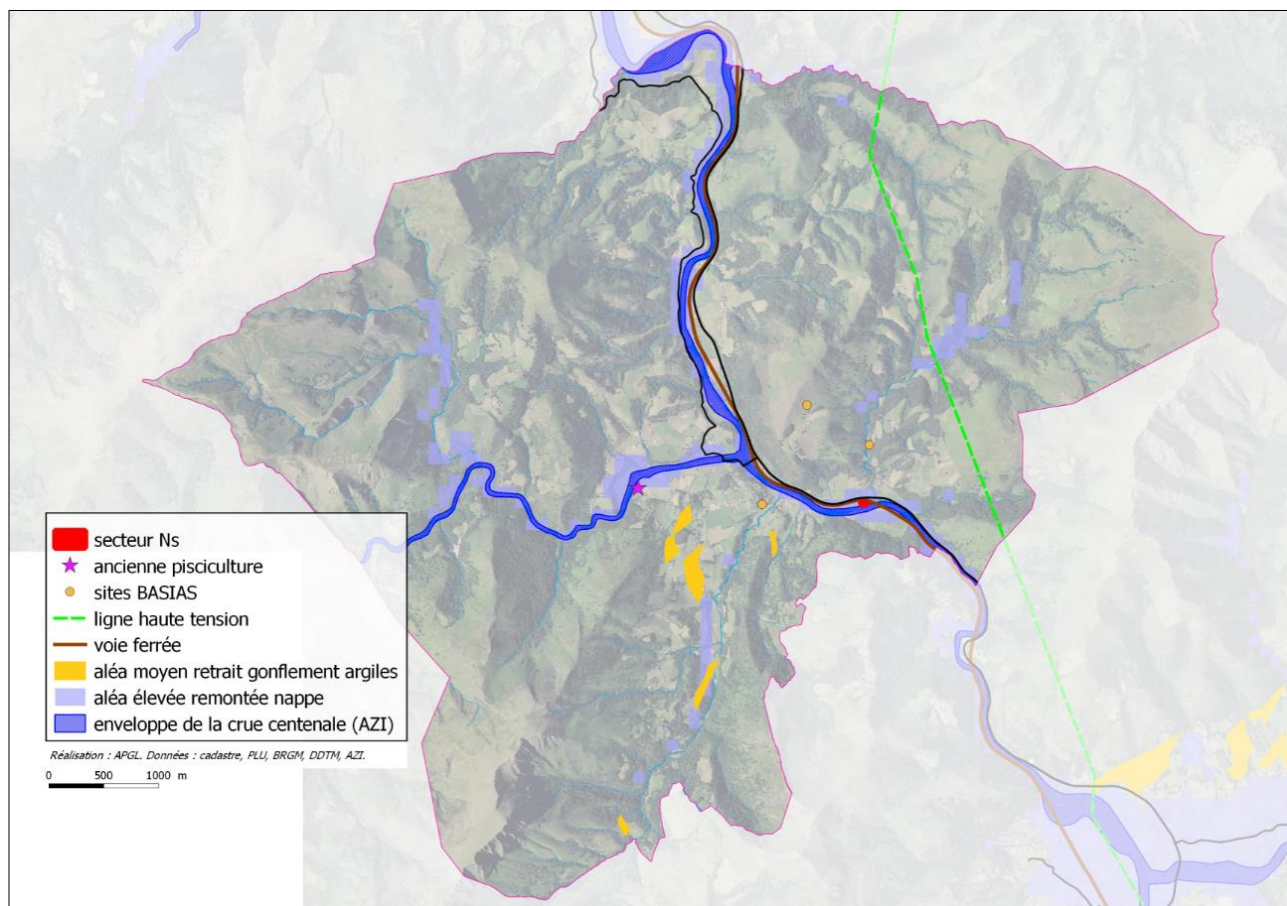 secteur Ns
ancienne pisciculture
sites BASIAS
ligne haute tension
voie ferrée
aléa moyen retrait gonflement argiles
aléa élevée remontée nappe
enveloppe de la crue centenale (AZI)
Réalisation : APGL. Données : cadastre, PLU, BRGM, DDTM, AZI.
0 500 1000 m